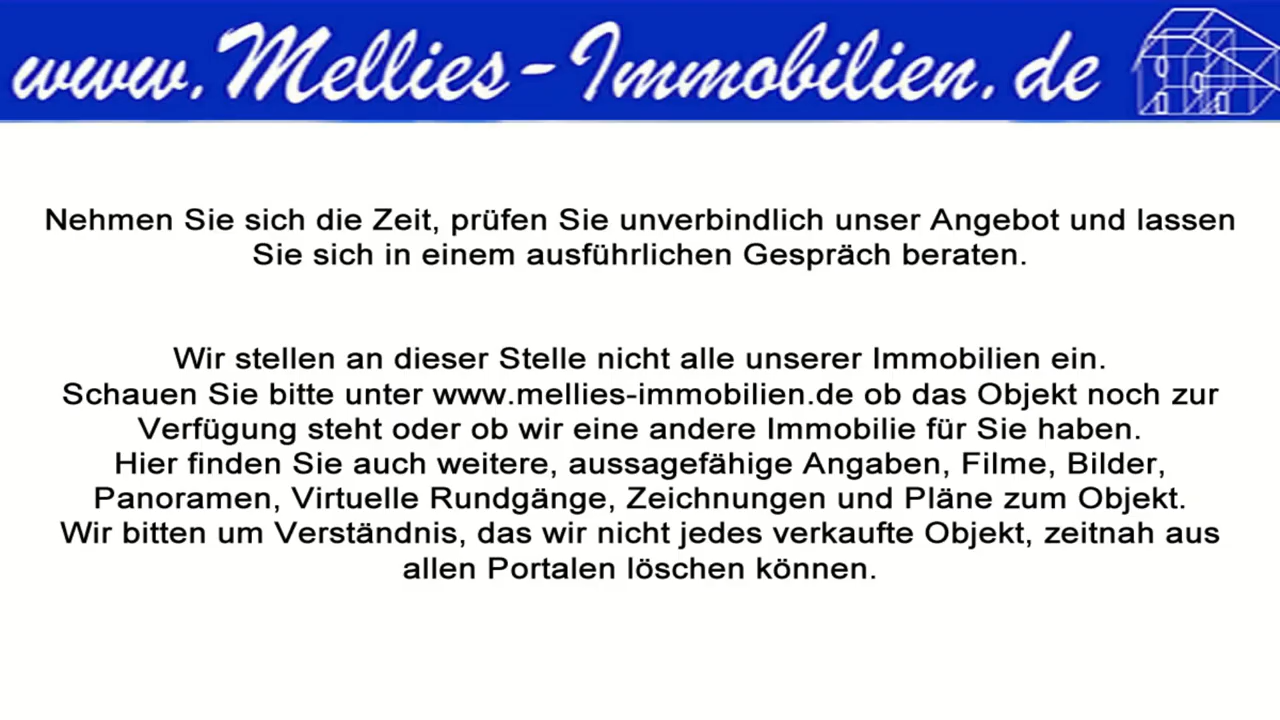 www.Mellies-Immobilien.de
Nehmen Sie sich die Zeit, prüfen Sie unverbindlich unser Angebot und lassen
Sie sich in einem ausführlichen Gespräch beraten.
Wir stellen an dieser Stelle nicht alle unserer Immobilien ein.
Schauen Sie bitte unter www.mellies-immobilien.de ob das Objekt noch zur
Verfügung steht oder ob wir eine andere Immobilie für Sie haben.
Hier finden Sie auch weitere, aussagefähige Angaben, Filme, Bilder,
Panoramen, Virtuelle Rundgänge, Zeichnungen und Pläne zum Objekt.
Wir bitten um Verständnis, das wir nicht jedes verkaufte Objekt, zeitnah aus
allen Portalen löschen können.